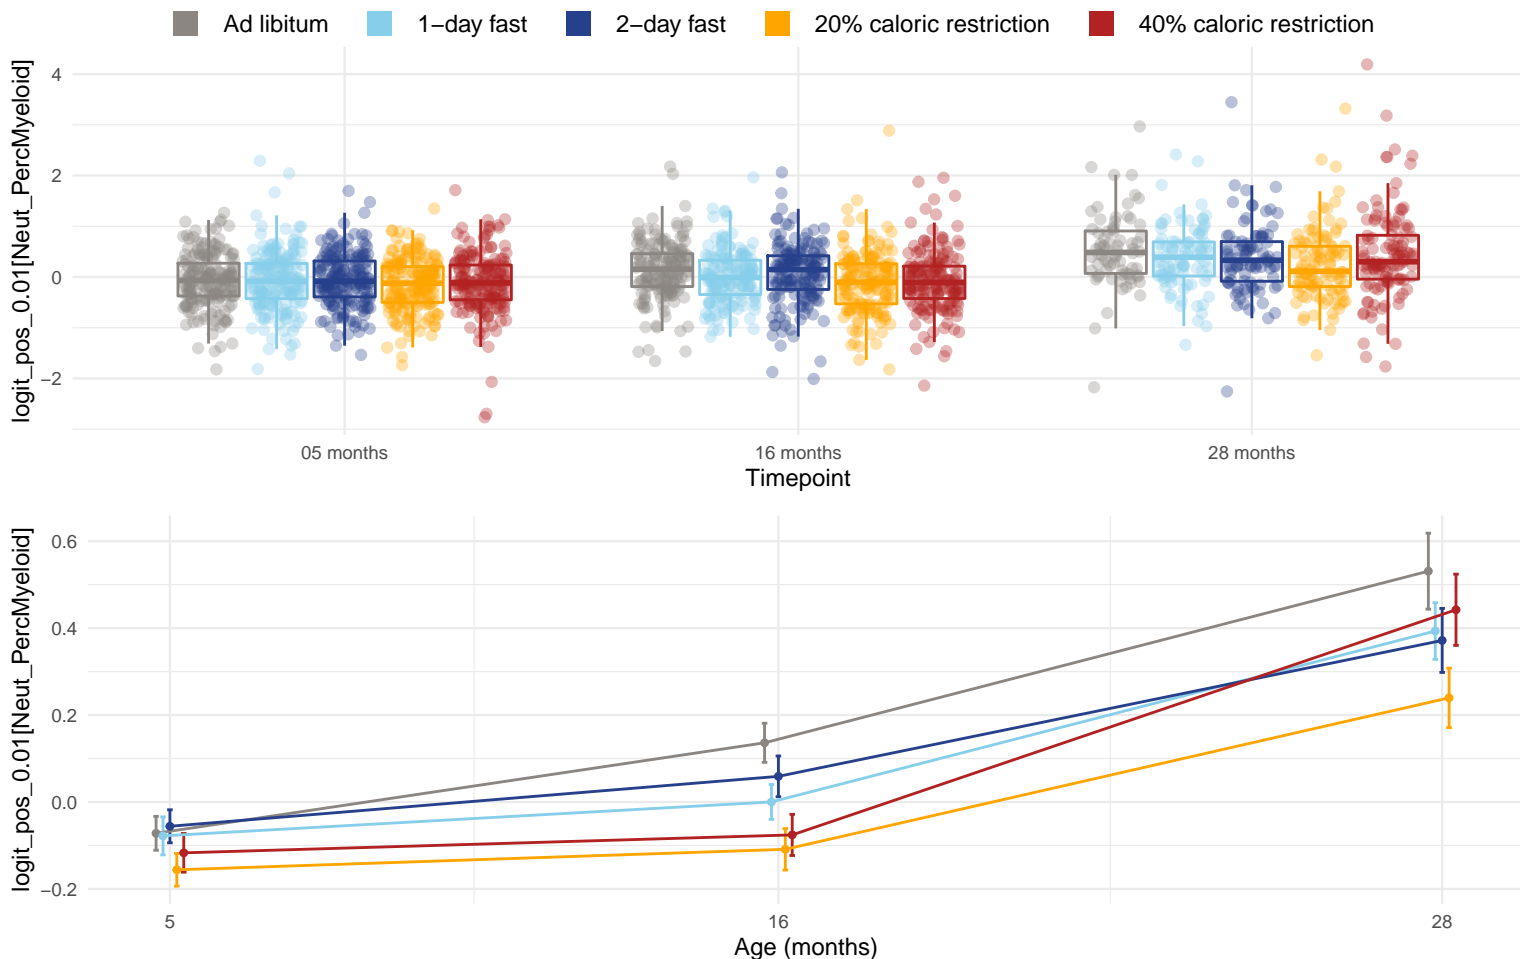 Ad libitum 1−day fast 2−day fast 20% caloric restriction 40% caloric restriction
logit_pos_0.01[Neut_PercMyeloid]
4
2
0
−2
05 months 16 months 28 months
Timepoint
logit_pos_0.01[Neut_PercMyeloid]
0.6
0.4
0.2
0.0
−0.2
5 16 28
Age (months)